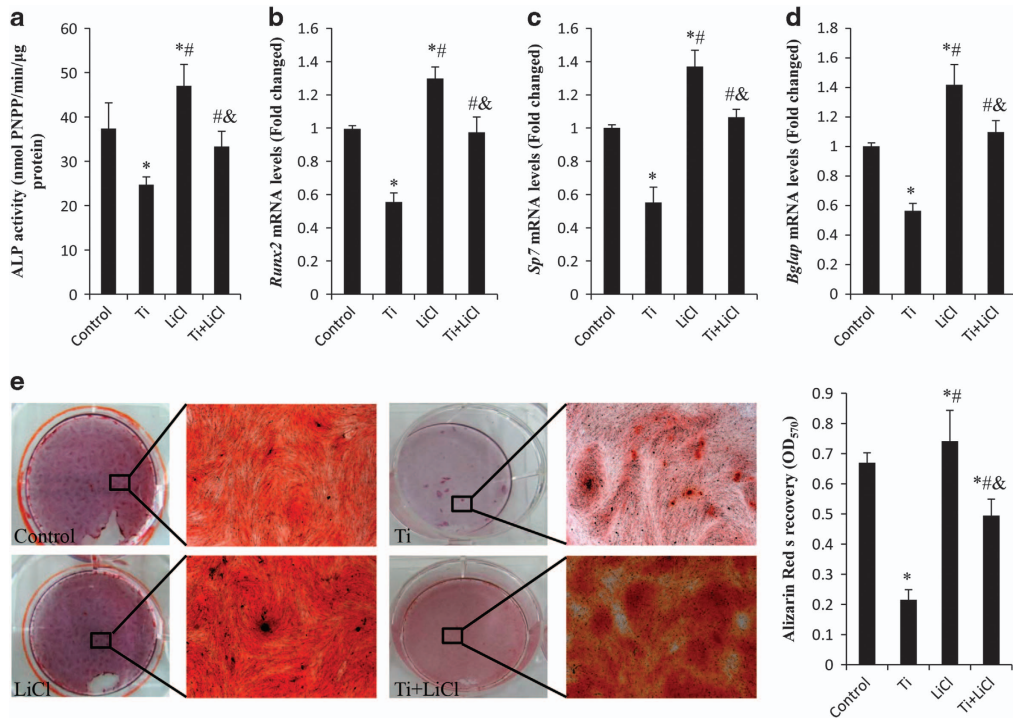 a
ALP activity (nmol PNPP/min/µg
protein)
60
50
40
30
20
10
0
*
*#
#&
Control
Ti
LiCl
Ti+LiCl
b
Runx2 mRNA levels (Fold changed)
1.4
1.2
1
0.8
0.6
0.4
0.2
0
*
*#
#&
Control
Ti
LiCl
Ti+LiCl
c
Sp7 mRNA levels (Fold changed)
1.6
1.4
1.2
1
0.8
0.6
0.4
0.2
0
*
*#
#&
Control
Ti
LiCl
Ti+LiCl
d
Bglap mRNA levels (Fold changed)
1.8
1.6
1.4
1.2
1
0.8
0.6
0.4
0.2
0
*
*#
#&
Control
Ti
LiCl
Ti+LiCl
e
Control
Ti
LiCl
Ti+LiCl
Alizarin Red s recovery (OD570)
0.9
0.8
0.7
0.6
0.5
0.4
0.3
0.2
0.1
0
*
*#
*#&
Control
Ti
LiCl
Ti+LiCl